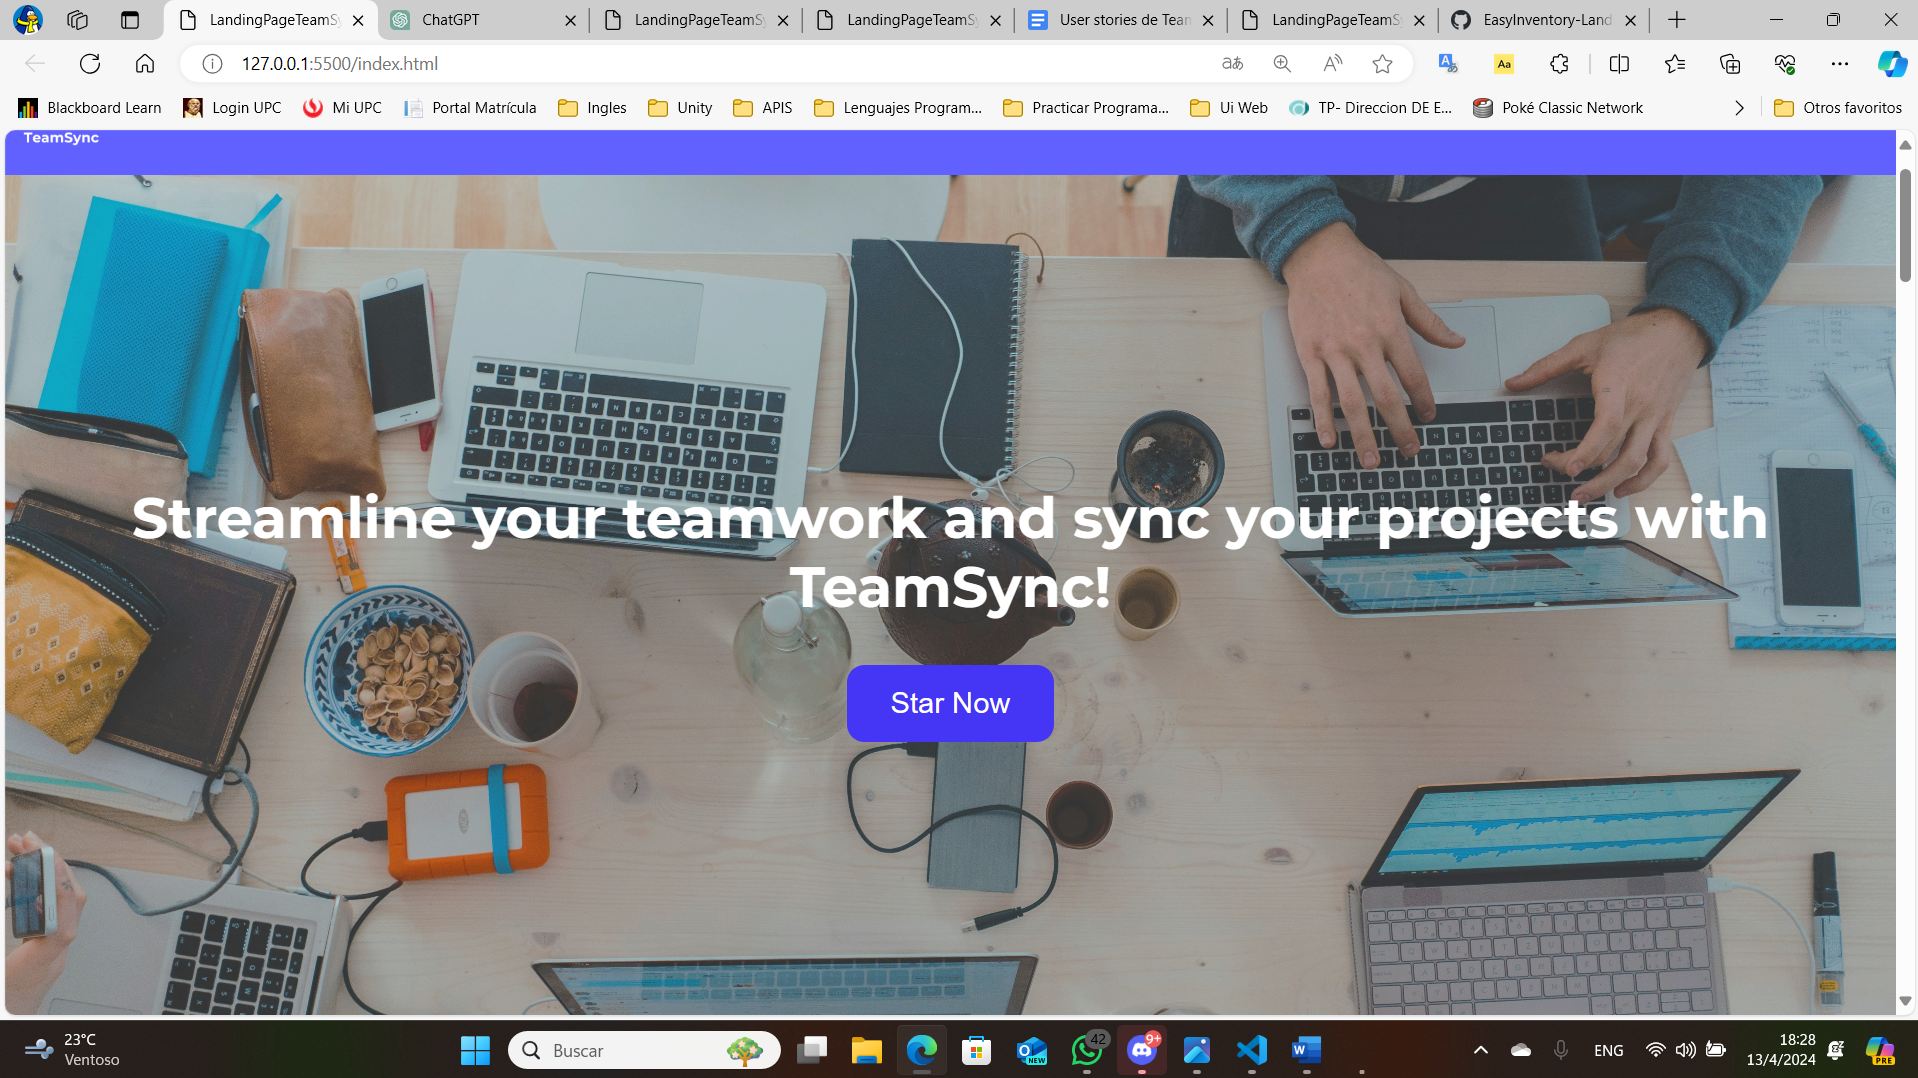 LandingPageTeamSy
ChatGPT
LandingPageTeamSy
LandingPageTeamSy
User stories de Tean
LandingPageTeamS
EasyInventory-Land
127.0.0.1:5500/index.html
Blackboard Learn
Login UPC
Mi UPC
Portal Matrícula
Ingles
Unity
APIS
Lenguajes Program...
Practicar Programa...
Ui Web
TP- Direccion DE E...
Poké Classic Network
Otros favoritos
TeamSync
Streamline your teamwork and sync your projects with
TeamSync!
Star Now
23°C
Ventoso
Buscar
NEW
42
9+
ENG
18:28
13/4/2024
PRE